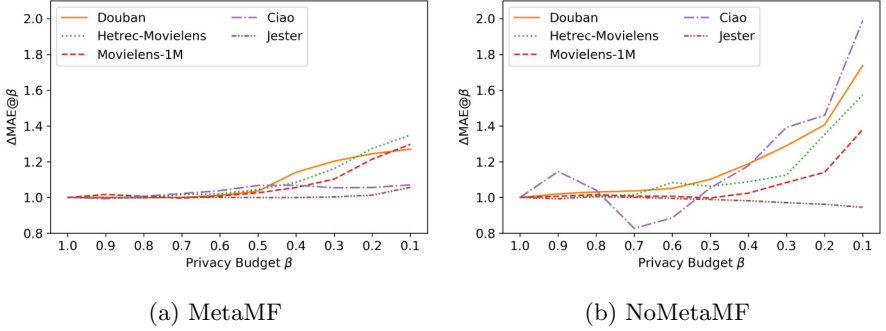 2.0
1.8
1.6
1.4
1.2
1.0
0.8
ΔMAE@β
Douban
Hetrec-Movielens
Movielens-1M
Ciao
Jester
1.0 0.9 0.8 0.7 0.6 0.5 0.4 0.3 0.2 0.1
Privacy Budget β
(a) MetaMF
2.0
1.8
1.6
1.4
1.2
1.0
0.8
ΔMAE@β
Douban
Hetrec-Movielens
Movielens-1M
Ciao
Jester
1.0 0.9 0.8 0.7 0.6 0.5 0.4 0.3 0.2 0.1
Privacy Budget β
(b) NoMetaMF